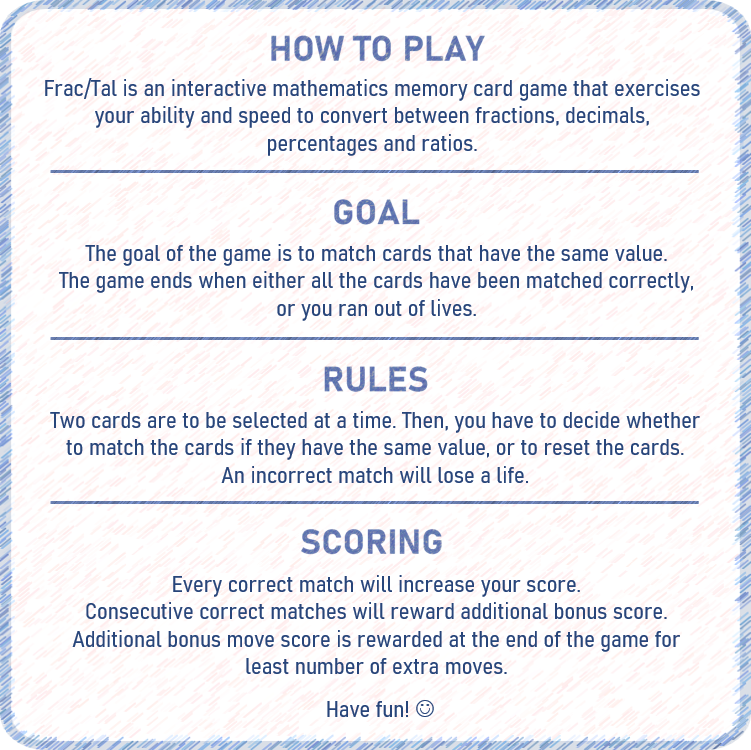 HOW TO PLAY
Frac/Tal is an interactive mathematics memory card game that exercises
your ability and speed to convert between fractions, decimals,
percentages and ratios.
GOAL
The goal of the game is to match cards that have the same value.
The game ends when either all the cards have been matched correctly,
or you ran out of lives.
RULES
Two cards are to be selected at a time. Then, you have to decide whether
to match the cards if they have the same value, or to reset the cards.
An incorrect match will lose a life.
SCORING
Every correct match will increase your score.
Consecutive correct matches will reward additional bonus score.
Additional bonus move score is rewarded at the end of the game for
least number of extra moves.
Have fun! ☺